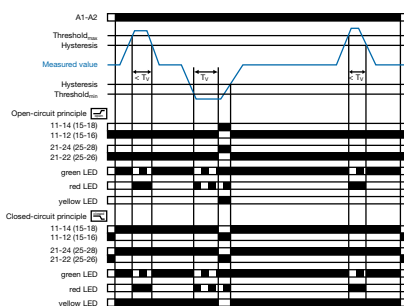 A1-A2
Threshold max
Hysteresis
Measured value
< Tv
Tv
< Tv
Hysteresis
Threshold min
Open-circuit principle
11-14 (15-18)
11-12 (15-16)
21-24 (25-28)
21-22 (25-26)
green LED
red LED
yellow LED
Closed-circuit principle
11-14 (15-18)
11-12 (15-16)
21-24 (25-28)
21-22 (25-26)
green LED
red LED
yellow LED